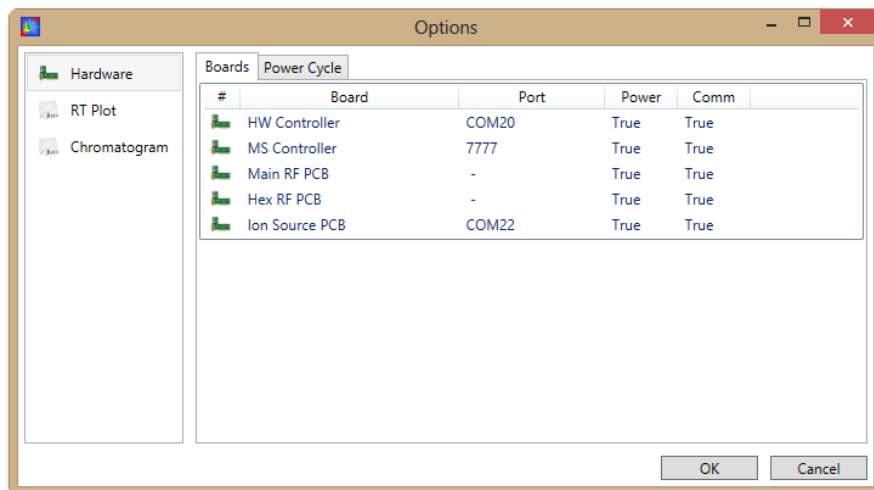 Options
Hardware
RT Plot
Chromatogram
Boards Power Cycle
# Board Port Power Comm
HW Controller COM20 True True
MS Controller 7777 True True
Main RF PCB - True True
Hex RF PCB - True True
Ion Source PCB COM22 True True
OK Cancel